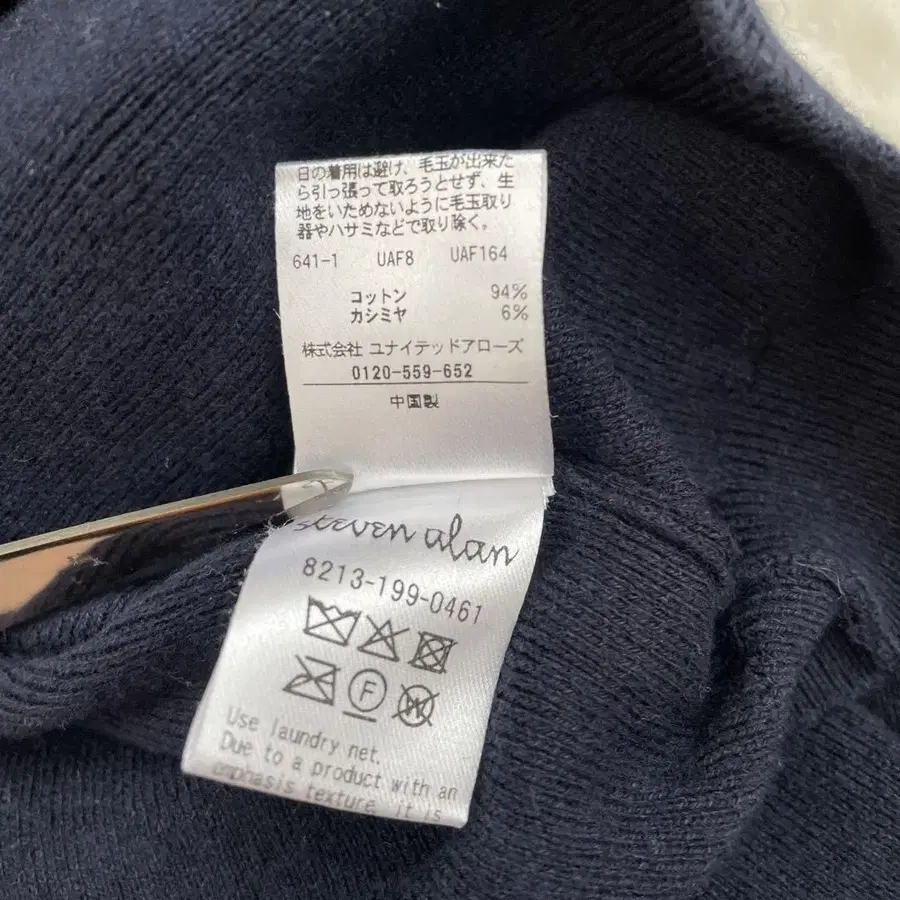 日の着用は避け、毛玉が出来た
ら引っ張って取ろうとせず、生
地をいためないように毛玉取り
器やハサミなどで取り除く。
641-1 UAF8 UAF164
コットン 94%
カシミヤ 6%
株式会社 ユナイテッドアローズ
0120-559-652
中国製
steven alan
8213-199-0461
F
W
Use laundry net.
Due to a product with an
emphasis texture, it is